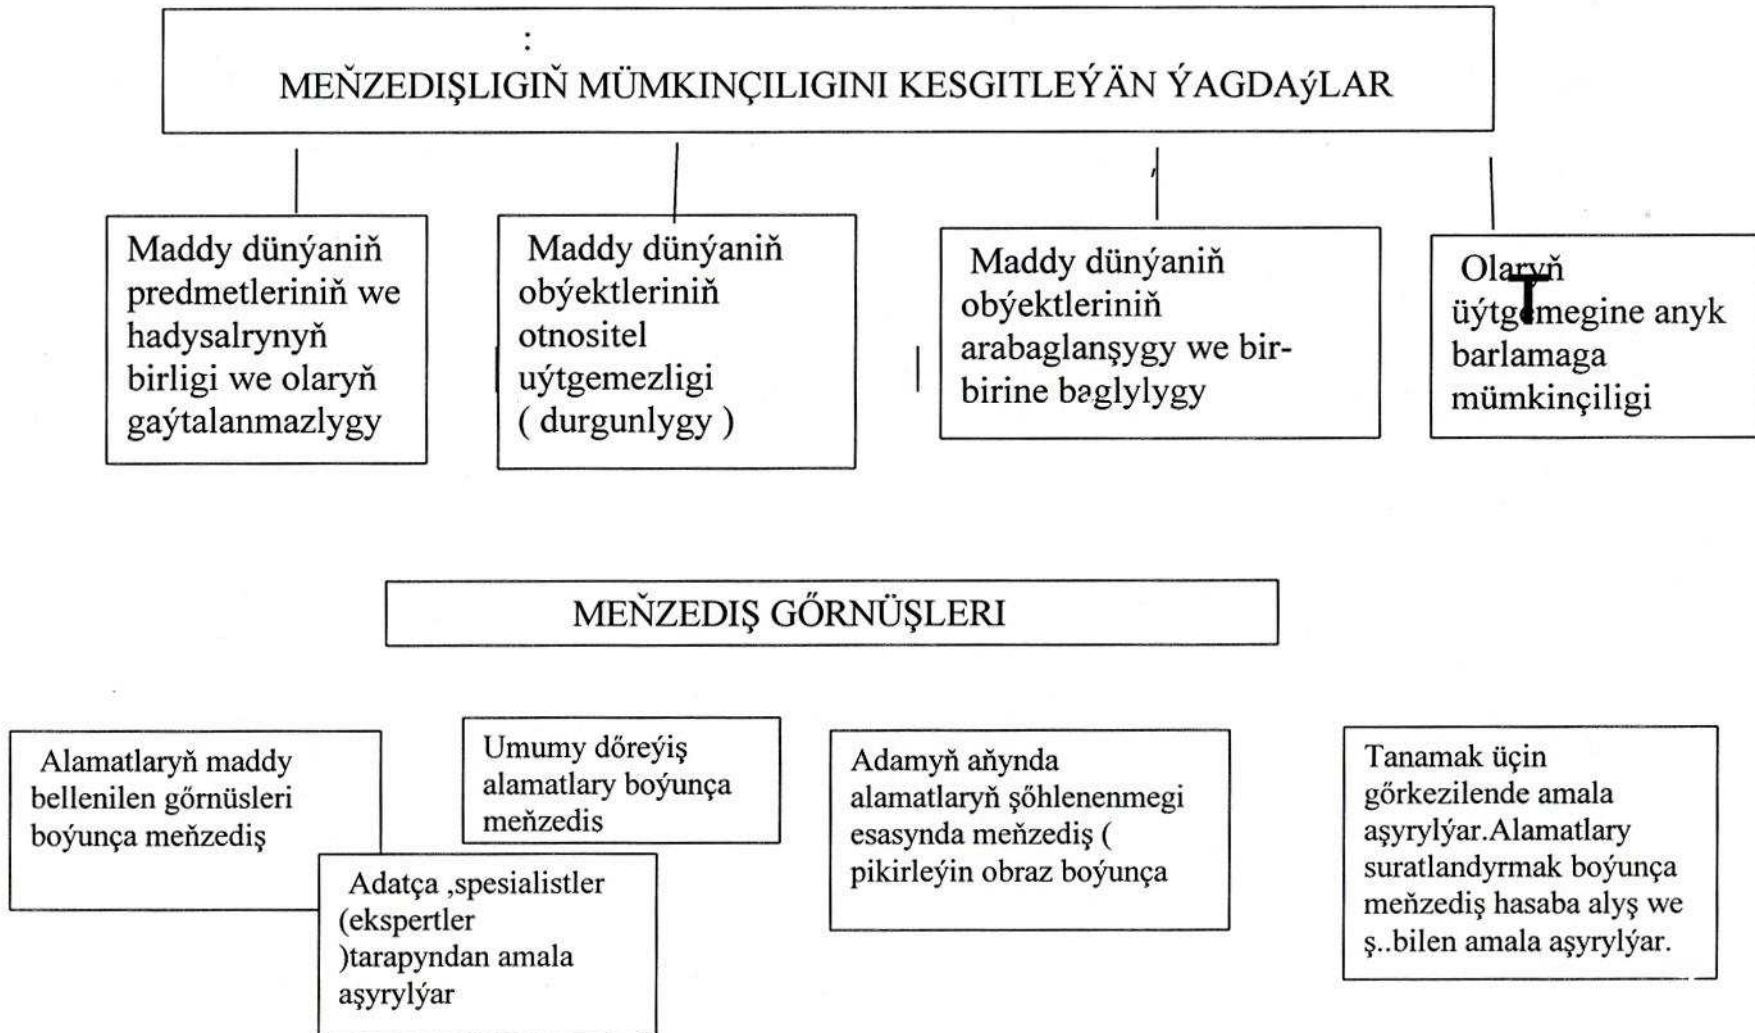 :
MEŇZEDIŞLIGIŇ MÜMKINÇILIGINI KESGITLEÝÄN ÝAGDAýLAR
Maddy dünýaniň
predmetleriniň we
hadysalrynyň
birligi we olaryň
gaýtalanmazlygy
Maddy dünýaniň
obýektleriniň
otnositel
uýtgemezligi
( durgunlygy )
Maddy dünýaniň
obýektleriniň
arabaglanşygy we bir-
birine baglylygy
Olaryň
üýtgemegine anyk
barlamaga
mümkinçiligi
T
MEŇZEDIŞ GŐRNÜŞLERI
Alamatlaryň maddy
bellenilen gőrnüsleri
boýunça meňzediş
Adatça ,spesialistler
(ekspertler
)tarapyndan amala
aşyrylýar
Umumy dőreýiş
alamatlary boýunça
meňzedis
Adamyň aňynda
alamatlaryň şőhlenenmegi
esasynda meňzediş (
pikirleýin obraz boýunça
Tanamak üçin
gőrkezilende amala
aşyrylýar.Alamatlary
suratlandyrmak boýunça
meňzediş hasaba alyş we
ş..bilen amala aşyrylýar.